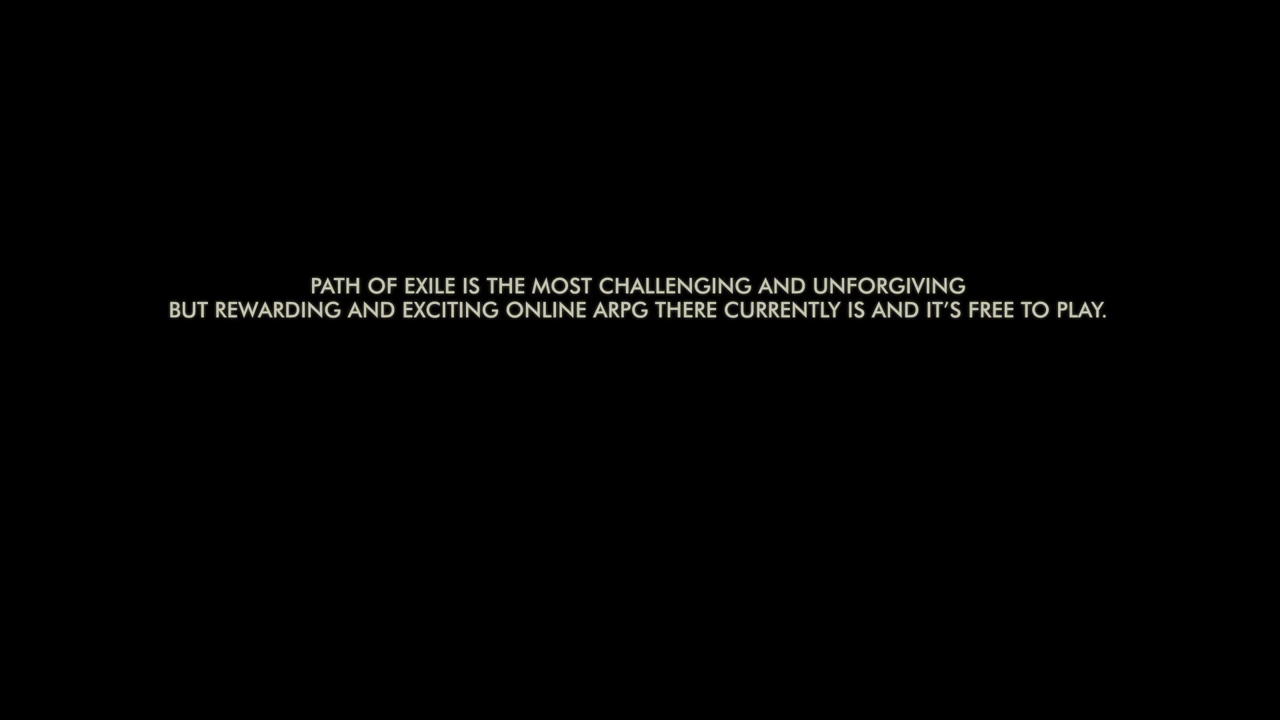 PATH OF EXILE IS THE MOST CHALLENGING AND UNFORGIVING
BUT REWARDING AND EXCITING ONLINE ARPG THERE CURRENTLY IS AND IT’S FREE TO PLAY.